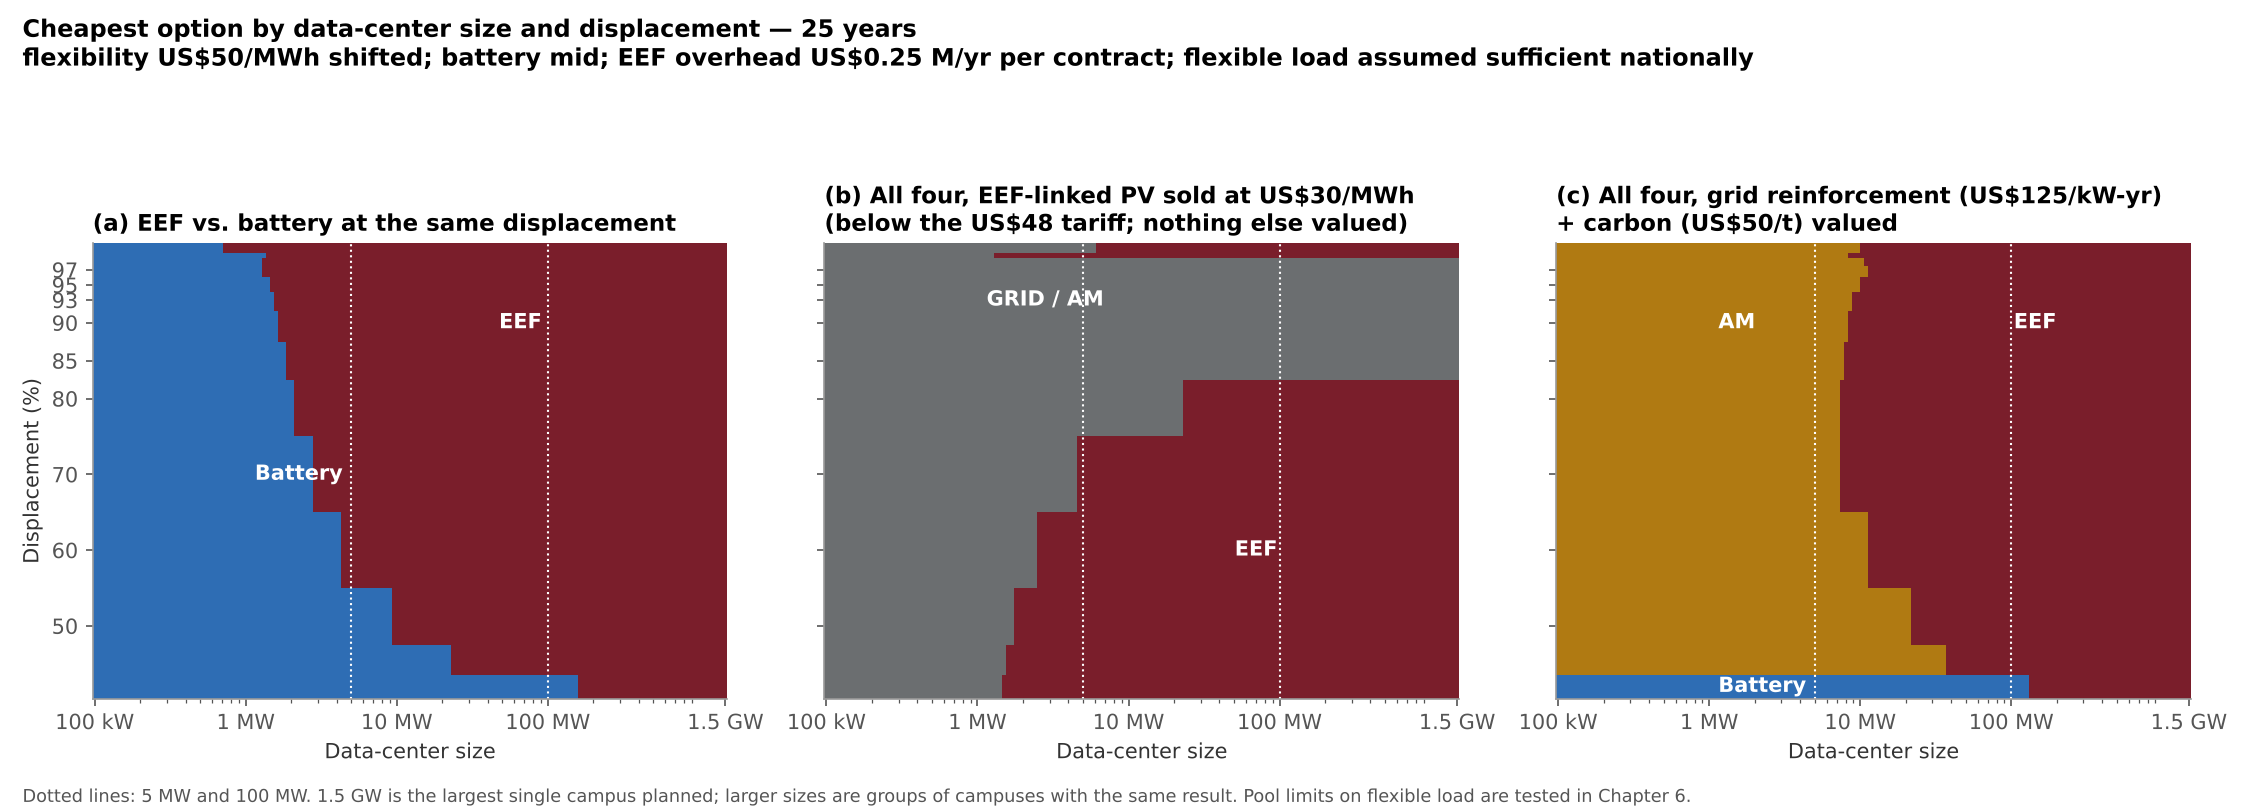 Cheapest option by data-center size and displacement — 25 years
flexibility US$50/MWh shifted; battery mid; EEF overhead US$0.25 M/yr per contract; flexible load assumed sufficient nationally
(a) EEF vs. battery at the same displacement
Displacement (%)
97
95
93
90
85
80
70
60
50
EEF
Battery
100 kW
1 MW
10 MW
100 MW
1.5 GW
Data-center size
(b) All four, EEF-linked PV sold at US$30/MWh
(below the US$48 tariff; nothing else valued)
GRID / AM
EEF
100 kW
1 MW
10 MW
100 MW
1.5 GW
Data-center size
(c) All four, grid reinforcement (US$125/kW-yr)
+ carbon (US$50/t) valued
AM
EEF
Battery
100 kW
1 MW
10 MW
100 MW
1.5 GW
Data-center size
Dotted lines: 5 MW and 100 MW. 1.5 GW is the largest single campus planned; larger sizes are groups of campuses with the same result. Pool limits on flexible load are tested in Chapter 6.